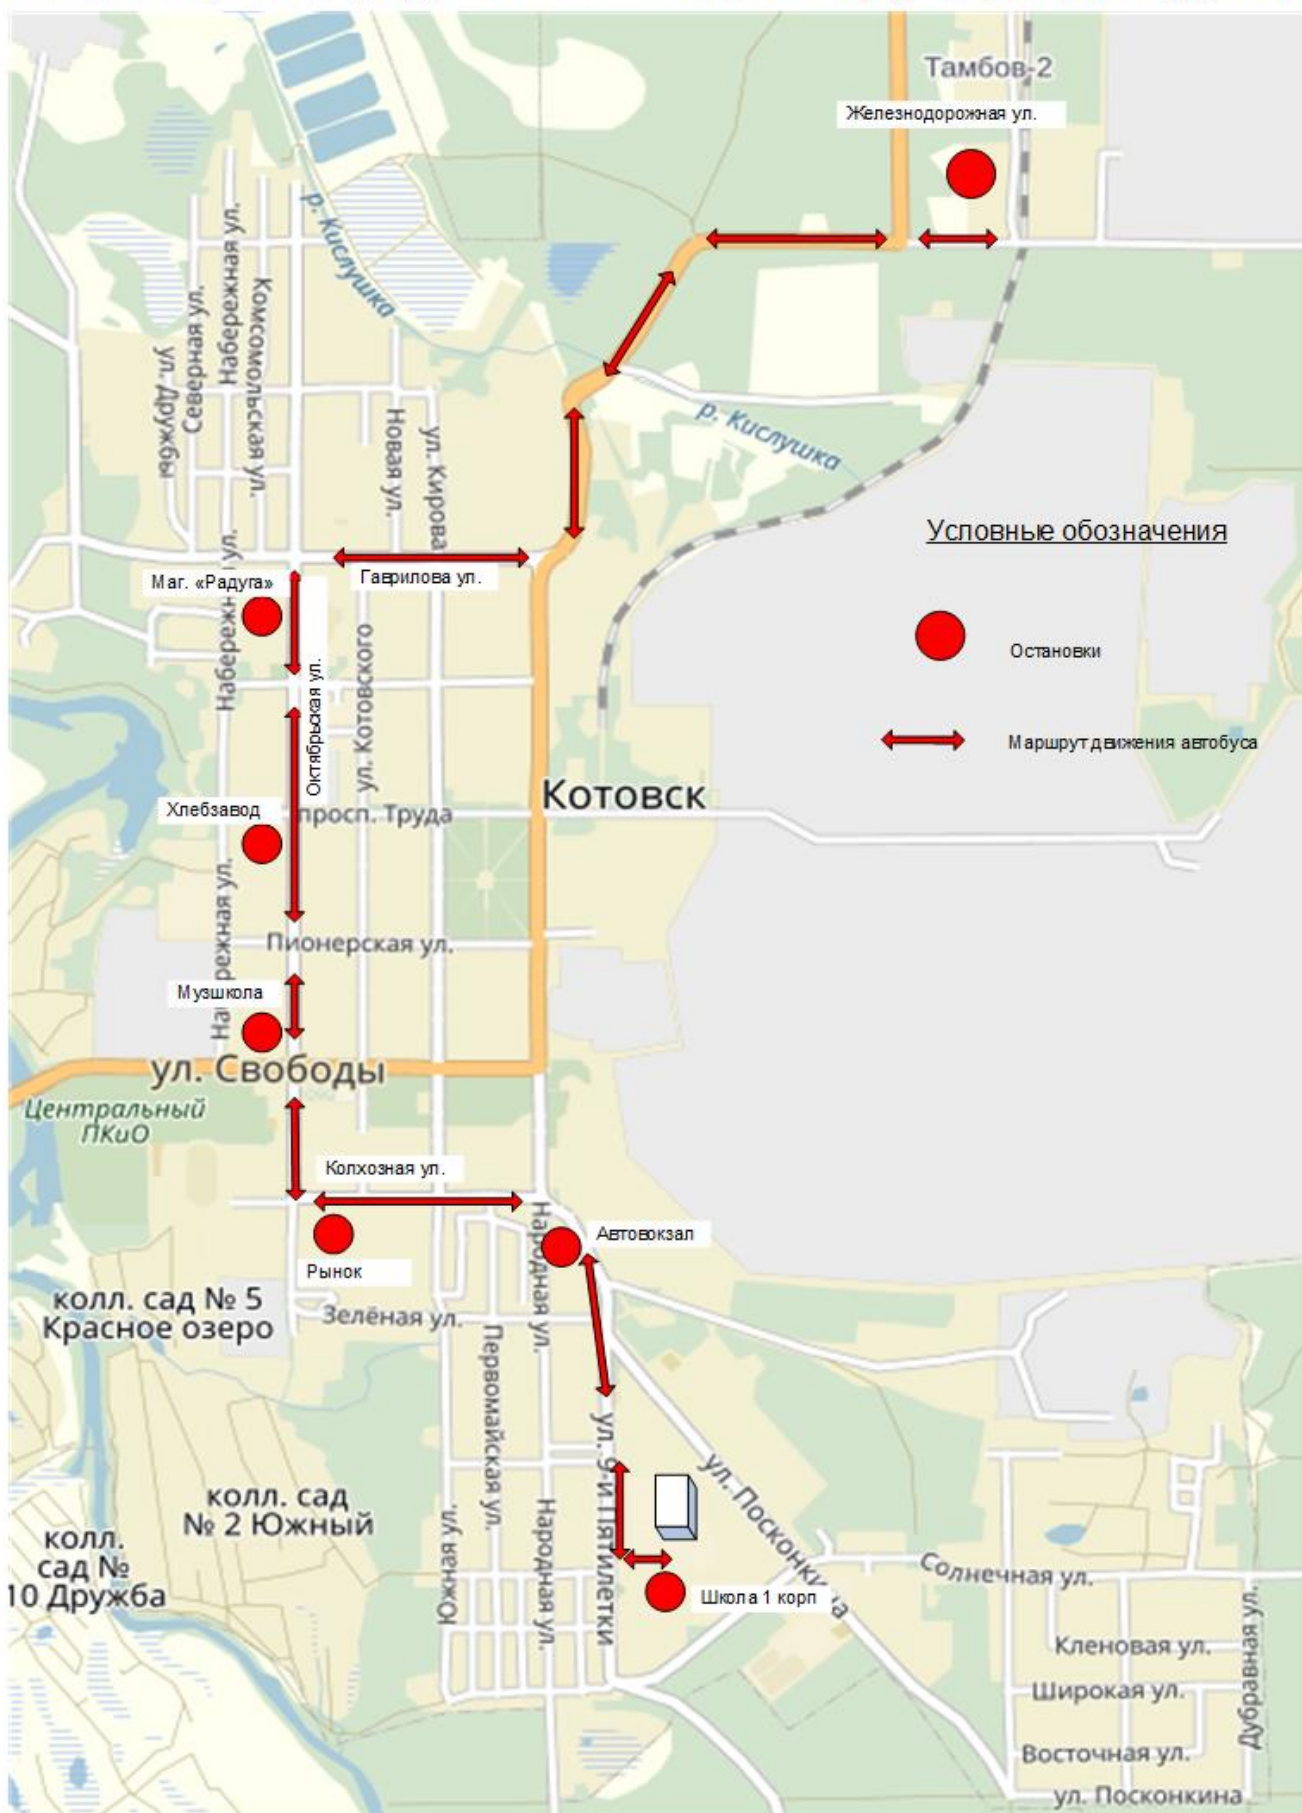 Тамбов-2
Железнодорожная ул.
р. Кислушка
Набережная ул.
Комсомольская ул.
Северная ул.
ул. Дружбы
Новая ул.
ул. Кирова
р. Кислушка
Условные обозначения
Гаврилова ул.
Маг. «Радуга»
Набережная ул.
Остановки
Октябрьская ул.
ул. Котовского
Маршрут движения автобуса
Котовск
Хлебзавод
просп. Труда
Набережная ул.
Пионерская ул.
Музшкола
ул. Свободы
Центральный
ПКиО
Колхозная ул.
Народная ул.
Автовокзал
Рынок
колл. сад № 5
Красное озеро
Зелёная ул.
Первомайская ул.
ул. 9-й Пятилетки
ул. Посконкина
колл. сад
№ 2 Южный
колл.
сад №
10 Дружба
Южная ул.
Народная ул.
Солнечная ул.
Школа 1 корп
Кленовая ул.
Широкая ул.
Дубравная ул.
Восточная ул.
ул. Посконкина